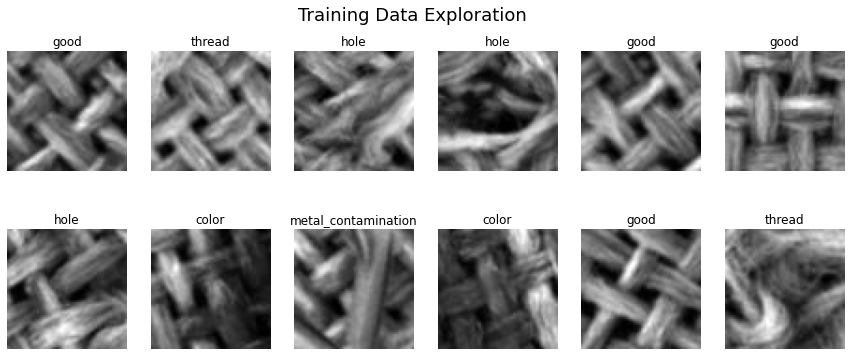 Training Data Exploration
good thread hole hole good good
hole color metal_contamination color good thread